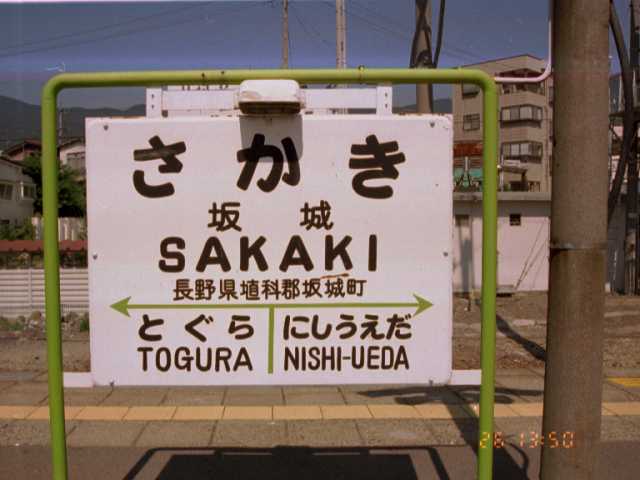 さかき
坂城
SAKAKI
長野県埴科郡坂城町
とぐら にしうえだ
TOGURA NISHI-UEDA
26 13:50